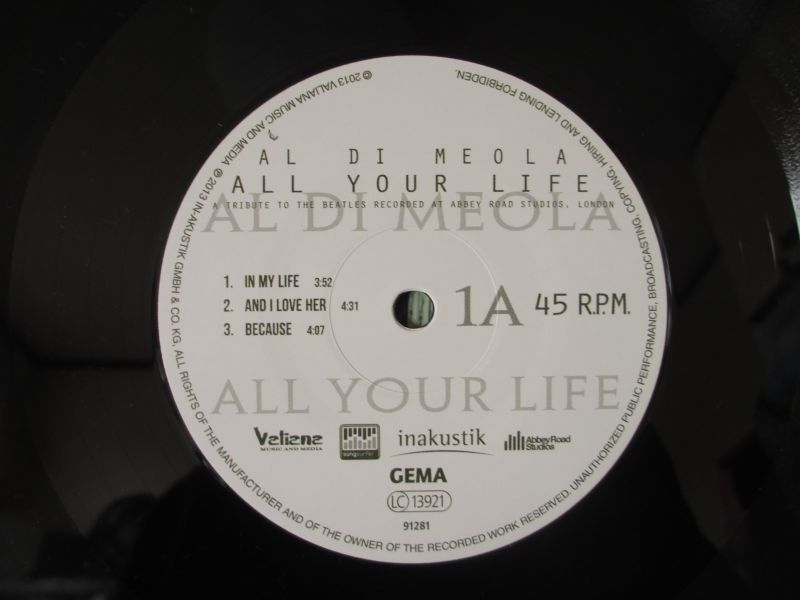 AL DI MEOLA
ALL YOUR LIFE
A TRIBUTE TO THE BEATLES RECORDED AT ABBEY ROAD STUDIOS, LONDON
AL DI MEOLA
1. IN MY LIFE 3:52
2. AND I LOVE HER 4:31
3. BECAUSE 4:07
1A 45 R.P.M.
ALL YOUR LIFE
Valiana
MUSIC AND MEDIA
songsurfer
inakustik
Abbey Road
Studios
GEMA
LC 13921
91281
© 2013 VALIANA MUSIC AND MEDIA ℗ 2013 IN-AKUSTIK GMBH & CO. KG, ALL RIGHTS OF THE MANUFACTURER AND OF THE OWNER OF THE RECORDED WORK RESERVED. UNAUTHORIZED PUBLIC PERFORMANCE, BROADCASTING, COPYING, HIRING AND LENDING FORBIDDEN.